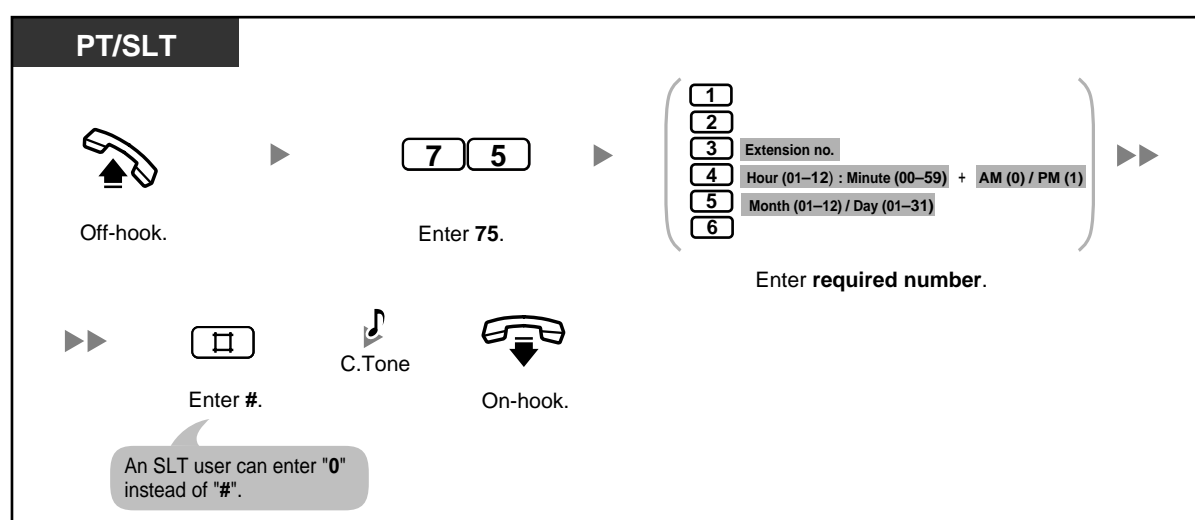 PT/SLT
Off-hook.
7 5
Enter 75.
1
2
3 Extension no.
4 Hour (01–12) : Minute (00–59) + AM (0) / PM (1)
5 Month (01–12) / Day (01–31)
6
Enter required number.
#
Enter #.
C.Tone
On-hook.
An SLT user can enter "0"
instead of "#".